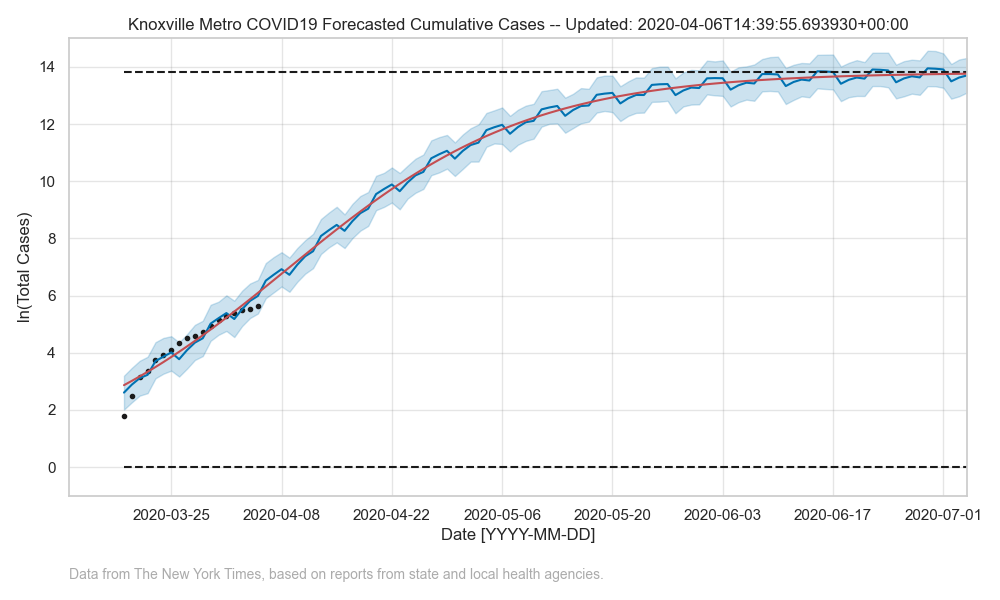 Knoxville Metro COVID19 Forecasted Cumulative Cases -- Updated: 2020-04-06T14:39:55.693930+00:00
14
12
10
8
6
4
2
0
ln(Total Cases)
2020-03-25 2020-04-08 2020-04-22 2020-05-06 2020-05-20 2020-06-03 2020-06-17 2020-07-01
Date [YYYY-MM-DD]
Data from The New York Times, based on reports from state and local health agencies.